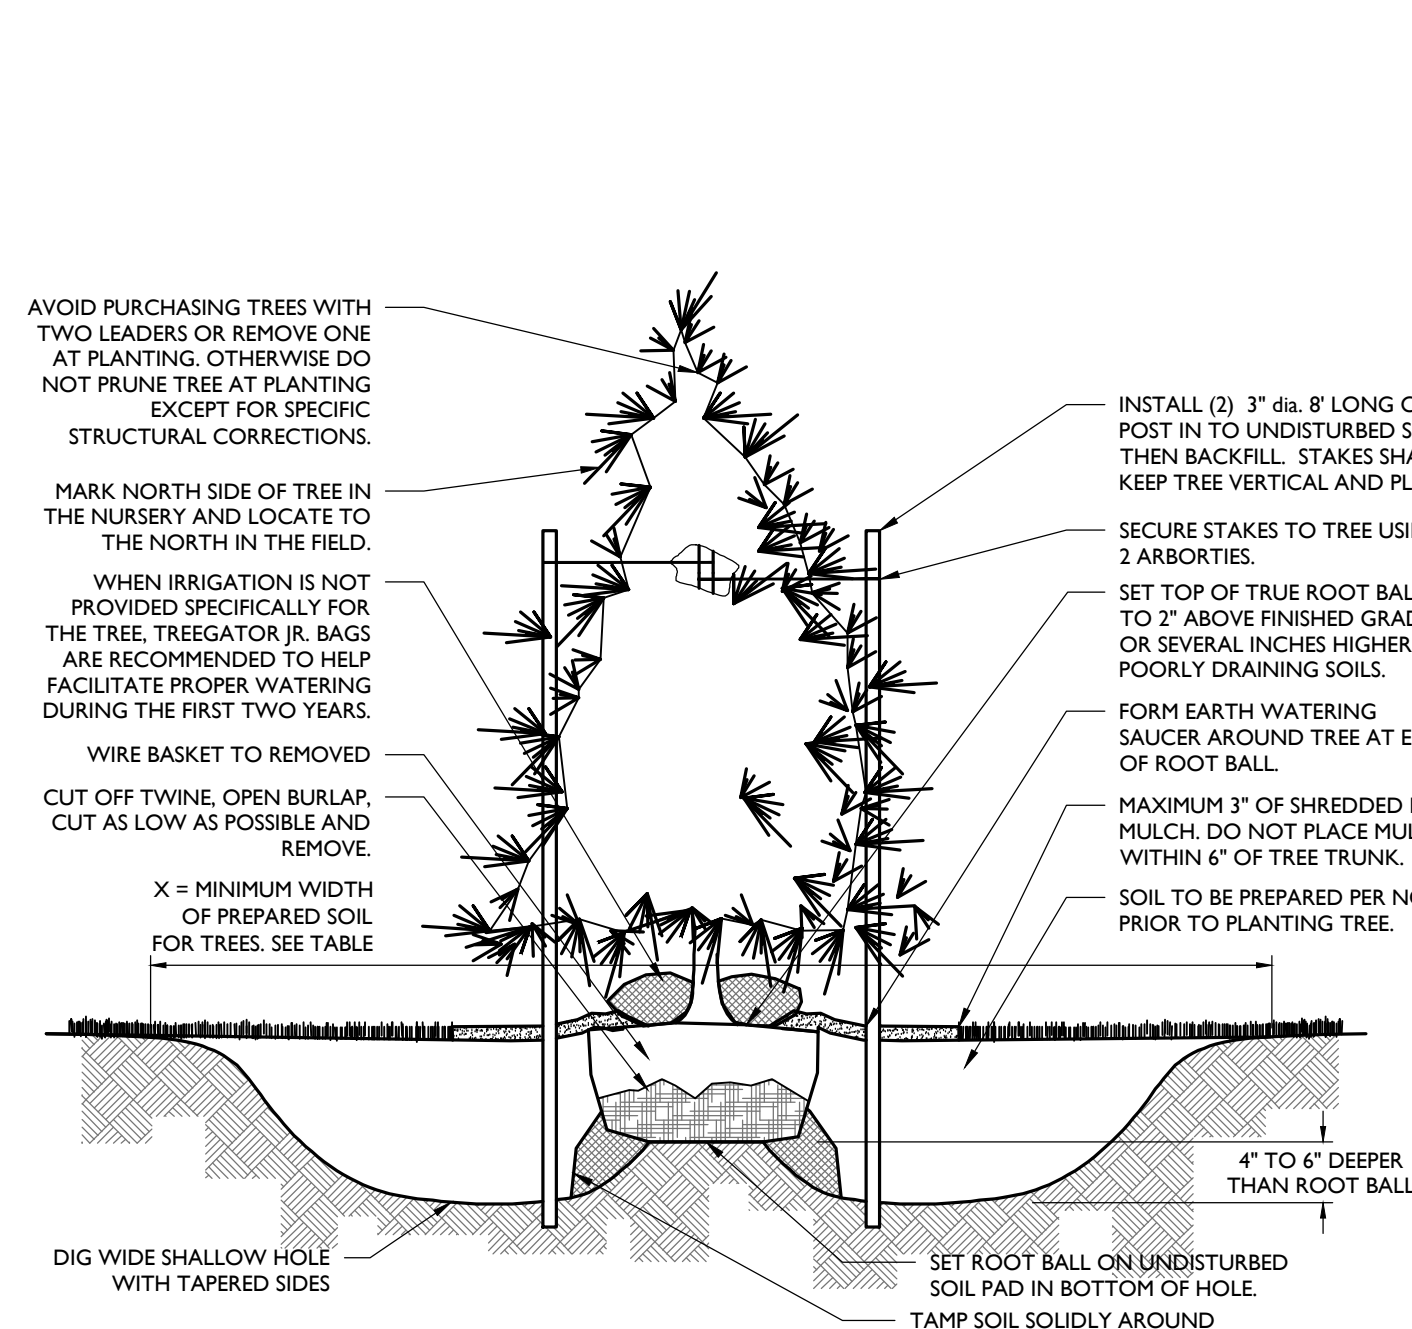 AVOID PURCHASING TREES WITH
TWO LEADERS OR REMOVE ONE
AT PLANTING. OTHERWISE DO
NOT PRUNE TREE AT PLANTING
EXCEPT FOR SPECIFIC
STRUCTURAL CORRECTIONS.
MARK NORTH SIDE OF TREE IN
THE NURSERY AND LOCATE TO
THE NORTH IN THE FIELD.
WHEN IRRIGATION IS NOT
PROVIDED SPECIFICALLY FOR
THE TREE, TREEGATOR JR. BAGS
ARE RECOMMENDED TO HELP
FACILITATE PROPER WATERING
DURING THE FIRST TWO YEARS.
WIRE BASKET TO REMOVED
CUT OFF TWINE, OPEN BURLAP,
CUT AS LOW AS POSSIBLE AND
REMOVE.
X = MINIMUM WIDTH
OF PREPARED SOIL
FOR TREES. SEE TABLE
DIG WIDE SHALLOW HOLE
WITH TAPERED SIDES
INSTALL (2) 3" dia. 8' LONG
POST IN TO UNDISTURBED
THEN BACKFILL. STAKES
KEEP TREE VERTICAL AND
SECURE STAKES TO TREE
2 ARBORTIES.
SET TOP OF TRUE ROOT
TO 2" ABOVE FINISHED
OR SEVERAL INCHES HIGHER
POORLY DRAINING SOILS.
FORM EARTH WATERING
SAUCER AROUND TREE AT
OF ROOT BALL.
MAXIMUM 3" OF SHREDDED
MULCH. DO NOT PLACE
WITHIN 6" OF TREE TRUNK.
SOIL TO BE PREPARED PER
PRIOR TO PLANTING TREE.
4" TO 6" DEEPER
THAN ROOT BALL
SET ROOT BALL ON UNDISTURBED
SOIL PAD IN BOTTOM OF HOLE.
TAMP SOIL SOLIDLY AROUND